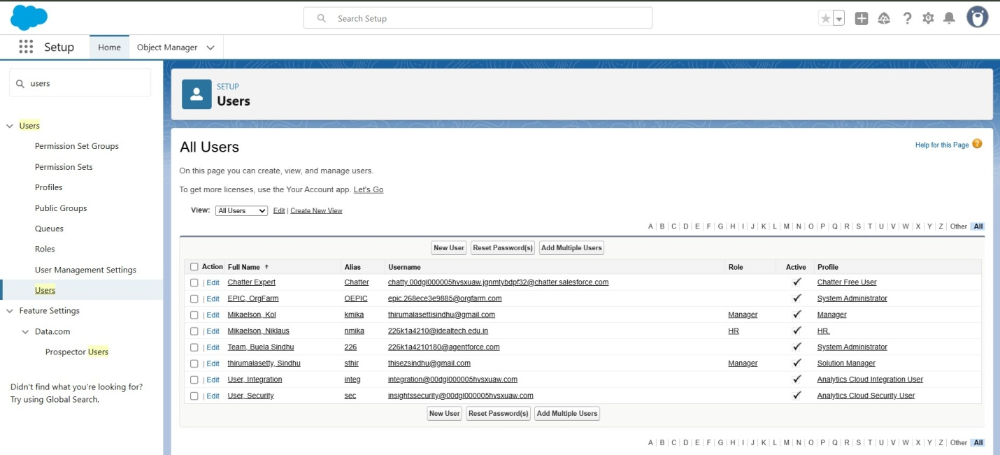 Search Setup
Setup Home Object Manager
users
Users
Permission Set Groups
Permission Sets
Profiles
Public Groups
Queues
Roles
User Management Settings
Users
Feature Settings
Data.com
Prospector Users
Didn't find what you're looking for?
Try using Global Search.
SETUP
Users
All Users
Help for this Page ?
On this page you can create, view, and manage users.
To get more licenses, use the Your Account app. Let's Go
View: All Users Edit | Create New View
A | B | C | D | E | F | G | H | I | J | K | L | M | N | O | P | Q | R | S | T | U | V | W | X | Y | Z | Other All
New User Reset Password(s) Add Multiple Users
Action Full Name ↑ Alias Username Role Active Profile
| Edit Chatter Expert Chatter chatty.00dgl000005hvsxuaw.jgnmtybdpf32@chatter.salesforce.com ✓ Chatter Free User
| Edit EPIC, OrgFarm OEPIC epic.268ece3e9885@orgfarm.com ✓ System Administrator
| Edit Mikaelson, Kol kmika thirumalasettisindhu@gmail.com Manager ✓ Manager
| Edit Mikaelson, Niklaus nmika 226k1a4210@idealtech.edu.in HR ✓ HR.
| Edit Team, Buela Sindhu 226 226k1a4210180@agentforce.com ✓ System Administrator
| Edit thirumalasetty, Sindhu sthir thisezsindhu@gmail.com Manager ✓ Solution Manager
| Edit User, Integration integ integration@00dgl000005hvsxuaw.com ✓ Analytics Cloud Integration User
| Edit User, Security sec insightssecurity@00dgl000005hvsxuaw.com ✓ Analytics Cloud Security User
New User Reset Password(s) Add Multiple Users
A | B | C | D | E | F | G | H | I | J | K | L | M | N | O | P | Q | R | S | T | U | V | W | X | Y | Z | Other All